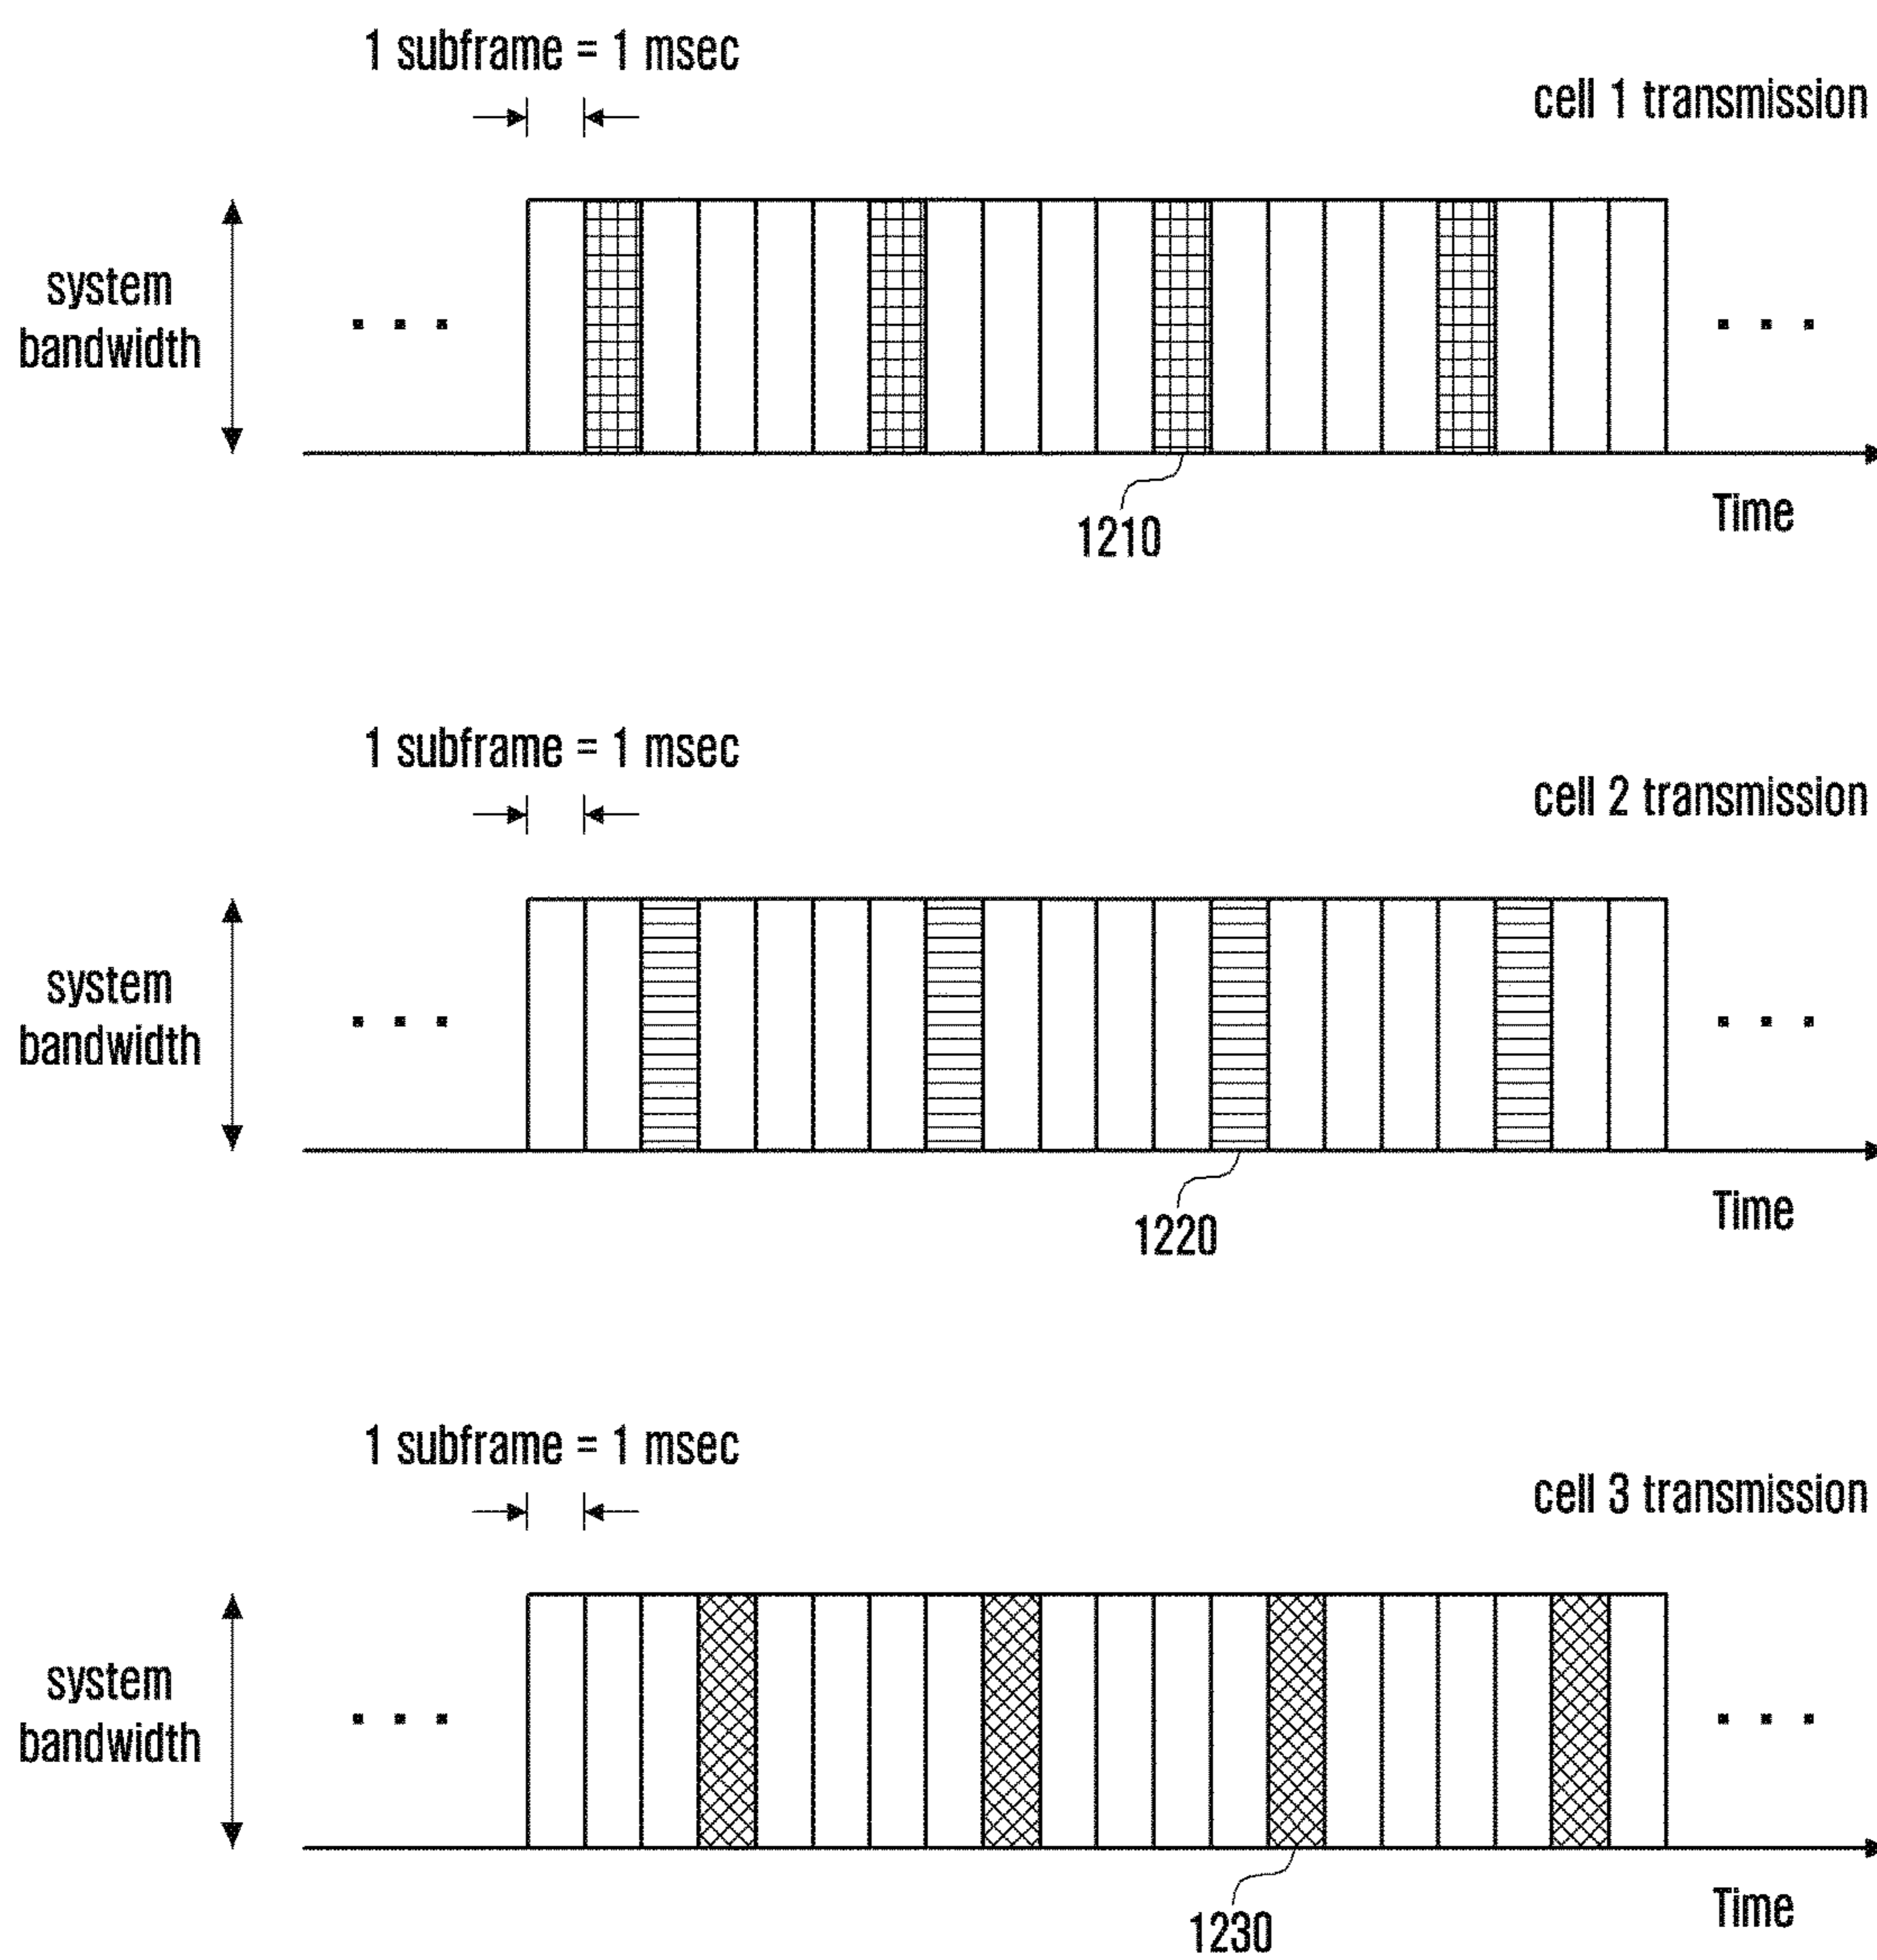 1 subframe = 1 msec
cell 1 transmission
system
bandwidth
. . .
. . .
1210
Time
1 subframe = 1 msec
cell 2 transmission
system
bandwidth
. . .
. . .
1220
Time
1 subframe = 1 msec
cell 3 transmission
system
bandwidth
. . .
. . .
1230
Time